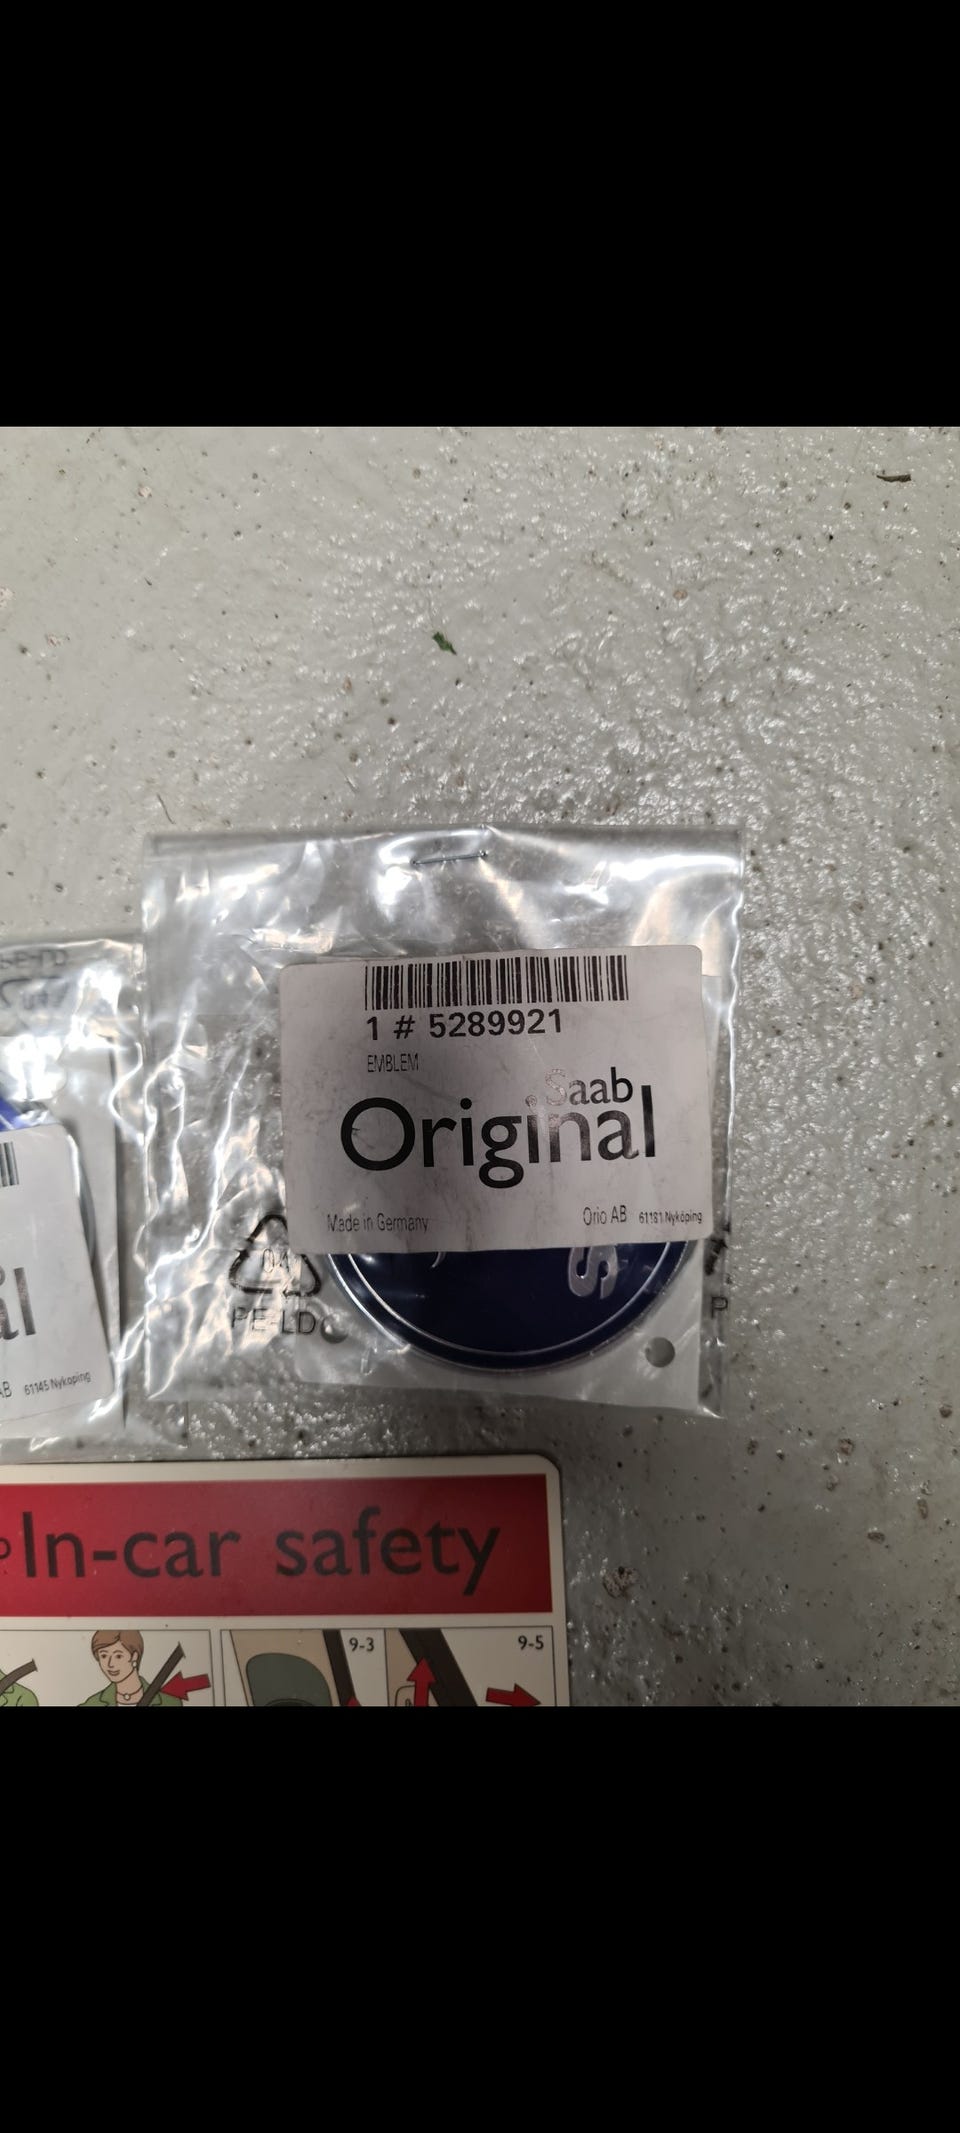 1 # 5289921
EMBLEM
Saab
Original
Made in Germany
Orio AB 61181 Nyköping
04
PE-LD
P
S
al
AB 61145 Nyköping
In-car safety
9-3
9-5